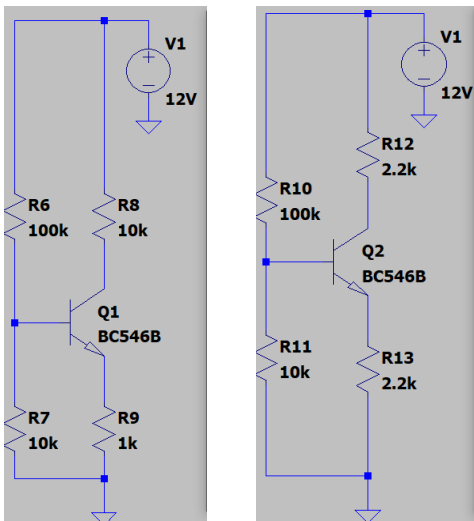 V1
12V
R6
100k
R8
10k
Q1
BC546B
R7
10k
R9
1k
V1
12V
R12
2.2k
R10
100k
Q2
BC546B
R11
10k
R13
2.2k